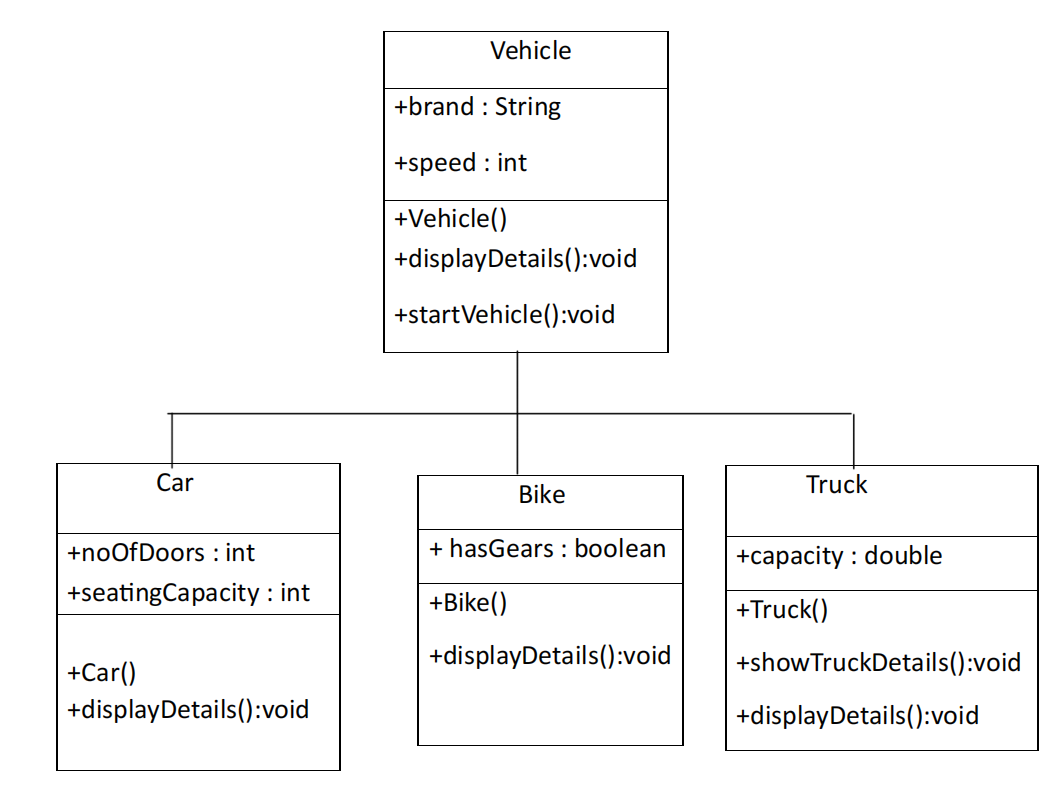 Vehicle
+brand : String
+speed : int
+Vehicle()
+displayDetails():void
+startVehicle():void
Car
+noOfDoors : int
+seatingCapacity : int
+Car()
+displayDetails():void
Bike
+ hasGears : boolean
+Bike()
+displayDetails():void
Truck
+capacity : double
+Truck()
+showTruckDetails():void
+displayDetails():void